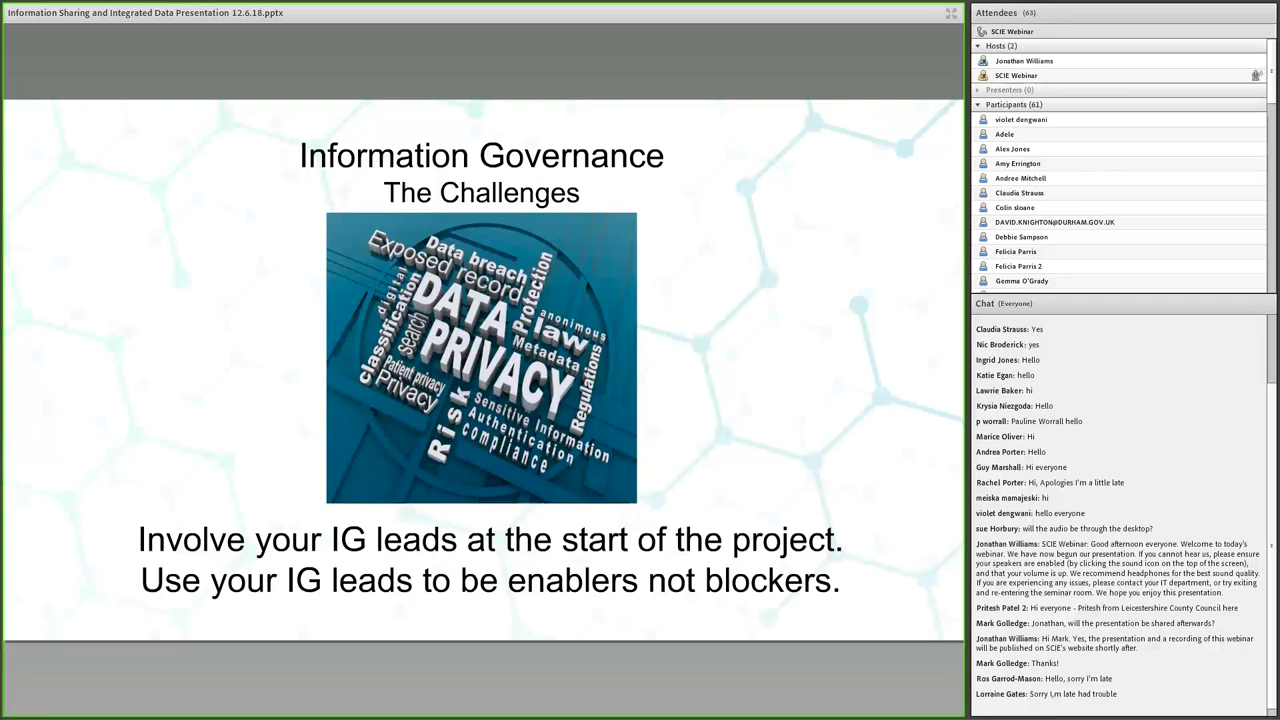 Information Sharing and Integrated Data Presentation 12.6.18.pptx
Information Governance
The Challenges
Exposed record
Data breach
digital
classification
search
DATA
PRIVACY
Protection
anonymous
law
Metadata
Regulations
Patient privacy
Privacy
Risk
Sensitive Information
Authentication
compliance
Involve your IG leads at the start of the project.
Use your IG leads to be enablers not blockers.
Attendees (63)
SCIE Webinar
Hosts (2)
Jonathan Williams
SCIE Webinar
Presenters (0)
Participants (61)
violet dengwani
Adele
Alex Jones
Amy Errington
Andree Mitchell
Claudia Strauss
Colin sloane
DAVID.KNIGHTON@DURHAM.GOV.UK
Debbie Sampson
Felicia Parris
Felicia Parris 2
Gemma O'Grady
Chat (Everyone)
Claudia Strauss: Yes
Nic Broderick: yes
Ingrid Jones: Hello
Katie Egan: hello
Lawrie Baker: hi
Krysia Niezgoda: Hello
p worrall: Pauline Worrall hello
Marice Oliver: Hi
Andrea Porter: Hello
Guy Marshall: Hi everyone
Rachel Porter: Hi, Apologies I'm a little late
meiska mamajeski: hi
violet dengwani: hello everyone
sue Horbury: will the audio be through the desktop?
Jonathan Williams: SCIE Webinar: Good afternoon everyone. Welcome to today's
webinar. We have now begun our presentation. If you cannot hear us, please ensure
your speakers are enabled (by clicking the sound icon on the top of the screen),
and that your volume is up. We recommend headphones for the best sound quality.
If you are experiencing any issues, please contact your IT department, or try exiting
and re-entering the seminar room. We hope you enjoy this presentation.
Pritesh Patel 2: Hi everyone - Pritesh from Leicestershire County Council here
Mark Golledge: Jonathan, will the presentation be shared afterwards?
Jonathan Williams: Hi Mark. Yes, the presentation and a recording of this webinar
will be published on SCIE's website shortly after.
Mark Golledge: Thanks!
Ros Garrod-Mason: Hello, sorry I'm late
Lorraine Gates: Sorry I,m late had trouble